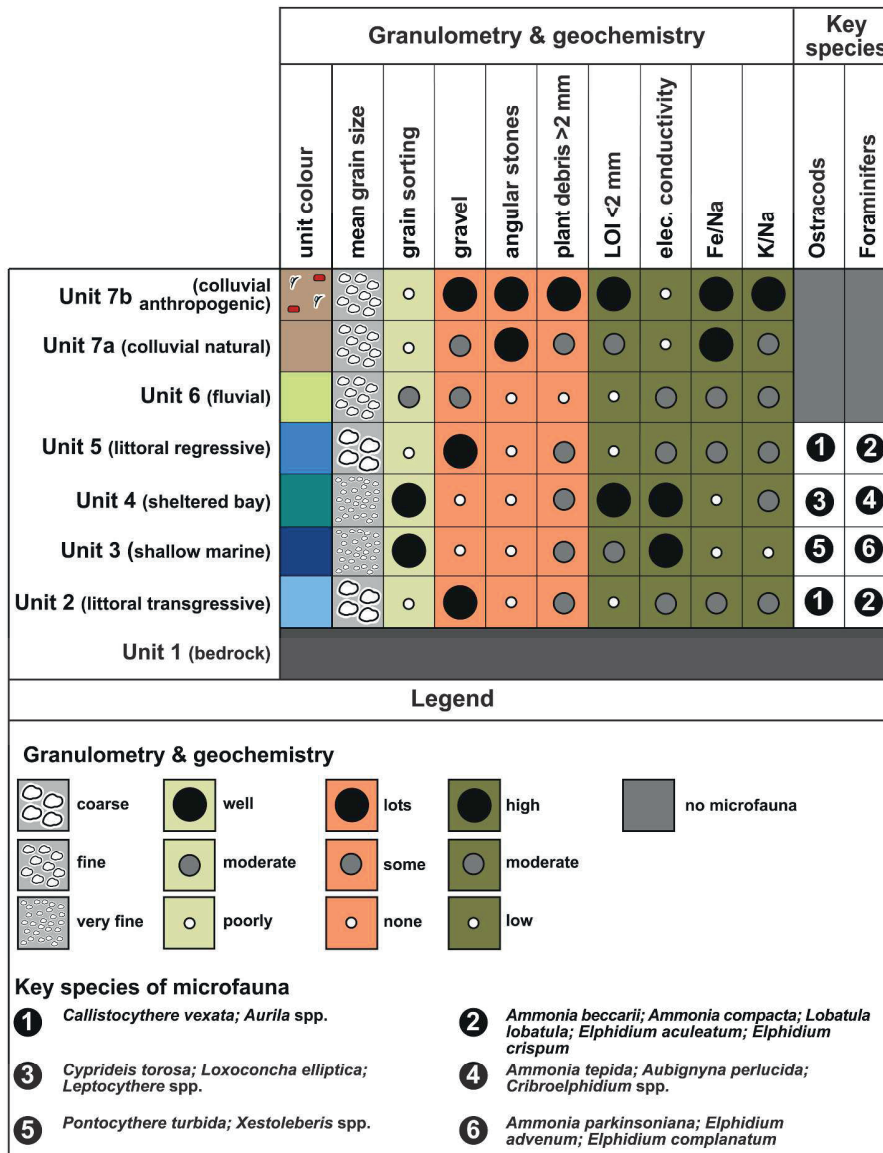 Granulometry & geochemistry
Key
species
unit colour
mean grain size
grain sorting
gravel
angular stones
plant debris >2 mm
LOI <2 mm
elec. conductivity
Fe/Na
K/Na
Ostracods
Foraminifers
Unit 7b (colluvial
anthropogenic)
Unit 7a (colluvial natural)
Unit 6 (fluvial)
Unit 5 (littoral regressive)
1 2
Unit 4 (sheltered bay)
3 4
Unit 3 (shallow marine)
5 6
Unit 2 (littoral transgressive)
1 2
Unit 1 (bedrock)
Legend
Granulometry & geochemistry
coarse well lots high no microfauna
fine moderate some moderate
very fine poorly none low
Key species of microfauna
1 Callistocythere vexata; Aurila spp.
2 Ammonia beccarii; Ammonia compacta; Lobatula
lobatula; Elphidium aculeatum; Elphidium
crispum
3 Cyprideis torosa; Loxoconcha elliptica;
Leptocythere spp.
4 Ammonia tepida; Aubignyna perlucida;
Cribroelphidium spp.
5 Pontocythere turbida; Xestoleberis spp.
6 Ammonia parkinsoniana; Elphidium
advenum; Elphidium complanatum